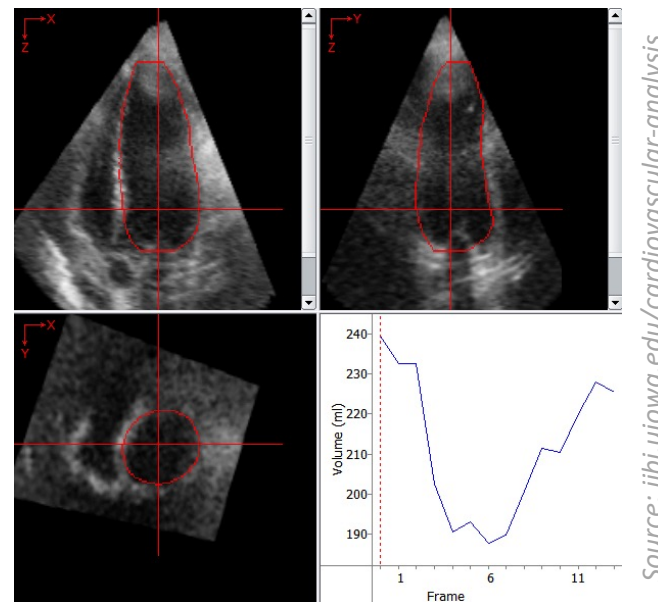 X
Z
Y
Z
X
Y
240
230
220
210
200
190
Volume (ml)
1
6
11
Frame
Source: iibi.uiowa.edu/cardiovascular-analysis